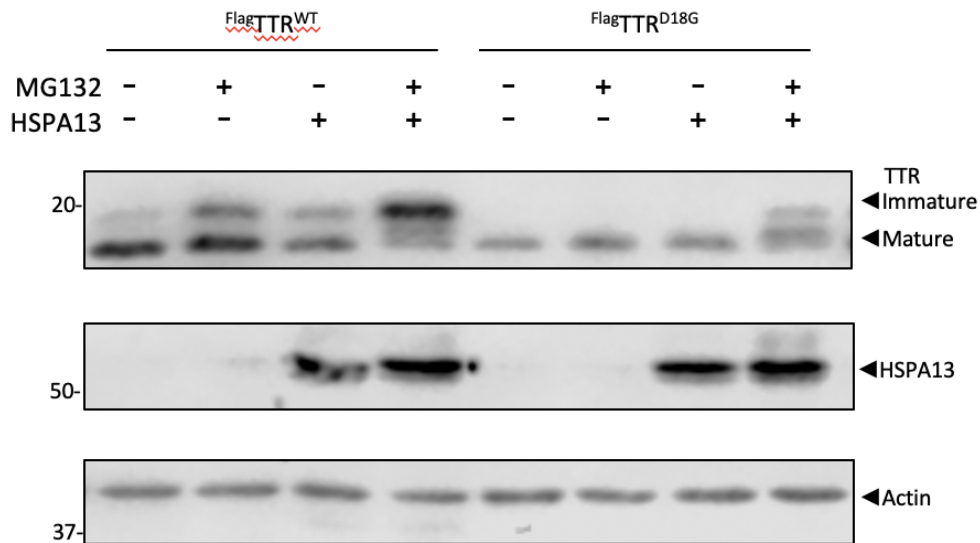 FlagTTRWT FlagTTRD18G
MG132 - + - + - + - +
HSPA13 - - + + - - + +
TTR
20- ◄Immature
◄Mature
◄HSPA13
50-
◄Actin
37-